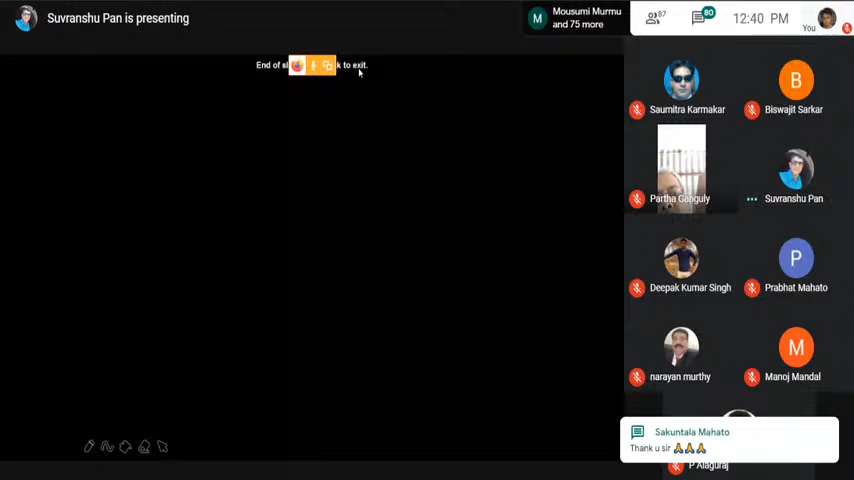 Suvranshu Pan is presenting
M
Mousumi Murmu
and 75 more
87
80
12:40 PM
You
End of k to exit.
Saumitra Karmakar
B
Biswajit Sarkar
Partha Ganguly
Suvranshu Pan
Deepak Kumar Singh
P
Prabhat Mahato
narayan murthy
M
Manoj Mandal
Sakuntala Mahato
Thank u sir 🙏🙏🙏
P Alaguraj